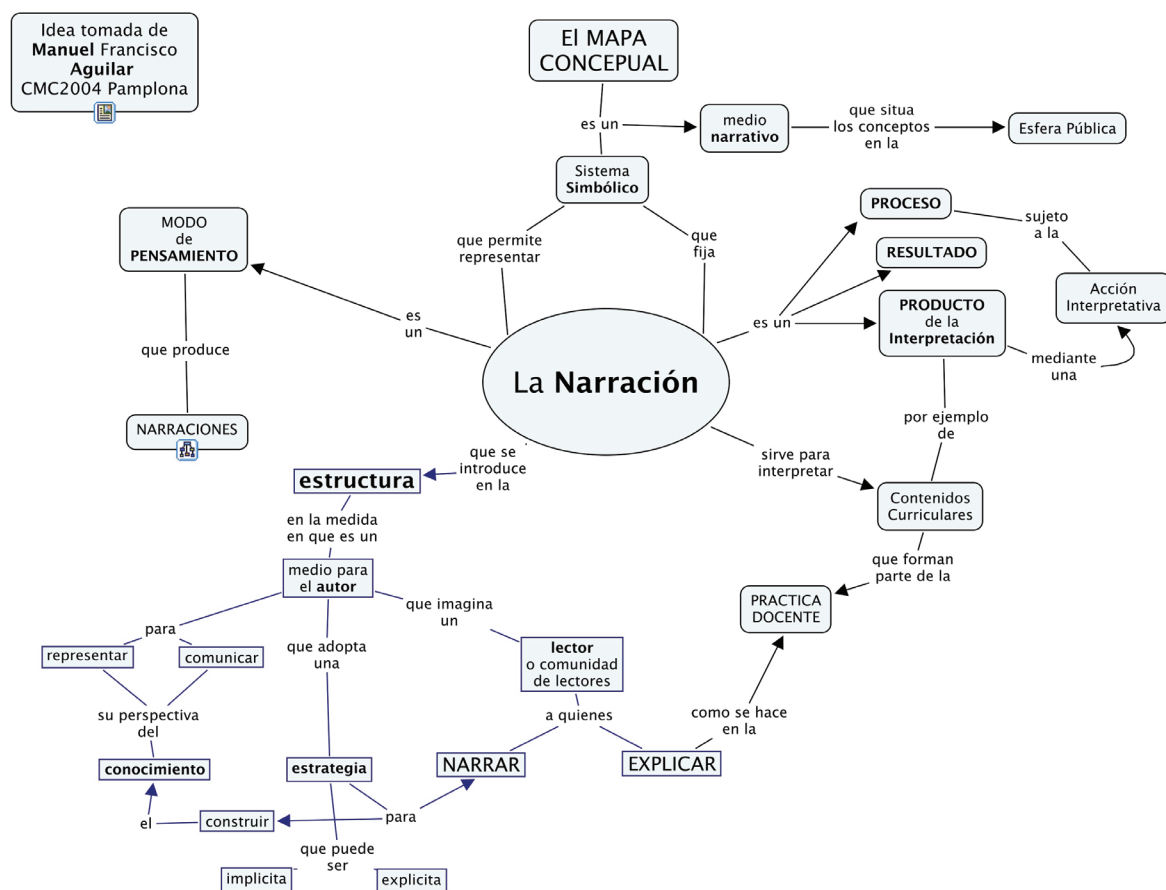 Idea tomada de
Manuel Francisco
Aguilar
CMC2004 Pamplona
El MAPA
CONCEPUAL
es un
medio
narrativo
que situa
los conceptos
en la
Esfera Pública
Sistema
Simbólico
que permite
representar
que
fija
MODO
de
PENSAMIENTO
es
un
que produce
NARRACIONES
La Narración
es un
PROCESO
sujeto
a la
RESULTADO
Acción
Interpretativa
PRODUCTO
de la
Interpretación
mediante
una
por ejemplo
de
sirve para
interpretar
Contenidos
Curriculares
que forman
parte de la
PRACTICA
DOCENTE
que se
introduce
en la
estructura
en la medida
en que es un
medio para
el autor
para
representar
comunicar
su perspectiva
del
conocimiento
que adopta
una
estrategia
que imagina
un
lector
o comunidad
de lectores
a quienes
NARRAR
EXPLICAR
como se hace
en la
para
construir
el
que puede
ser
implicita
explicita